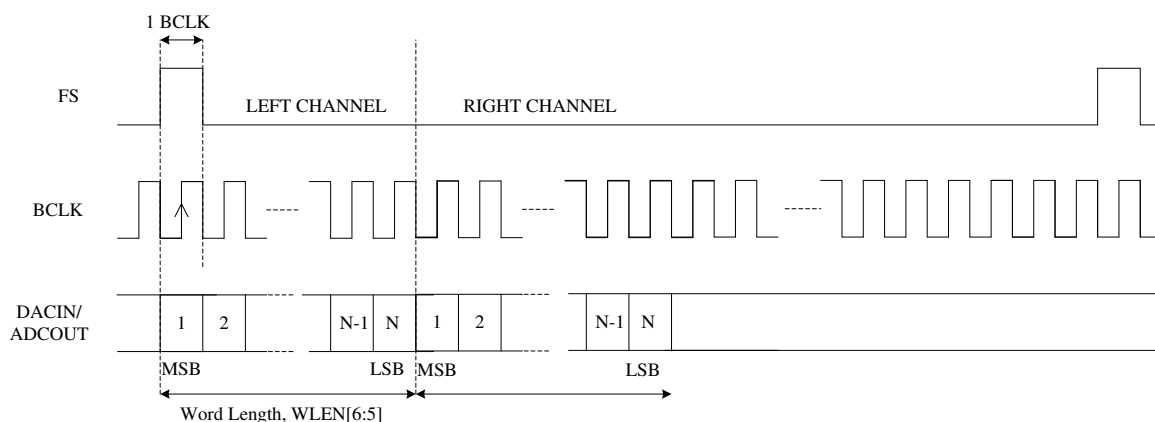 1 BCLK
FS
LEFT CHANNEL
RIGHT CHANNEL
BCLK
DACIN/
ADCOUT
1 2 N-1 N 1 2 N-1 N
MSB LSB MSB LSB
Word Length, WLEN[6:5]